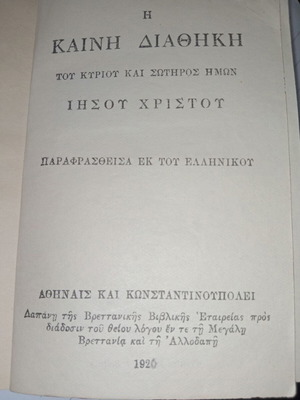 Η
ΚΑΙΝΗ ΔΙΑΘΗΚΗ
ΤΟΥ ΚΥΡΙΟΥ ΚΑΙ ΣΩΤΗΡΟΣ ΗΜΩΝ
ΙΗΣΟΥ ΧΡΙΣΤΟΥ
ΠΑΡΑΦΡΑΣΘΕΙΣΑ ΕΚ ΤΟΥ ΕΛΛΗΝΙΚΟΥ
ΑΘΗΝΑΙΣ ΚΑΙ ΚΩΝΣΤΑΝΤΙΝΟΥΠΟΛΕΙ
Δαπάνῃ τῆς Βρεττανικῆς Βιβλικῆς Ἑταιρείας πρὸς
διάδοσιν τοῦ θείου λόγου ἔν τε τῇ Μεγάλῃ
Βρεττανίᾳ καὶ τῇ Ἀλλοδαπῇ
1920